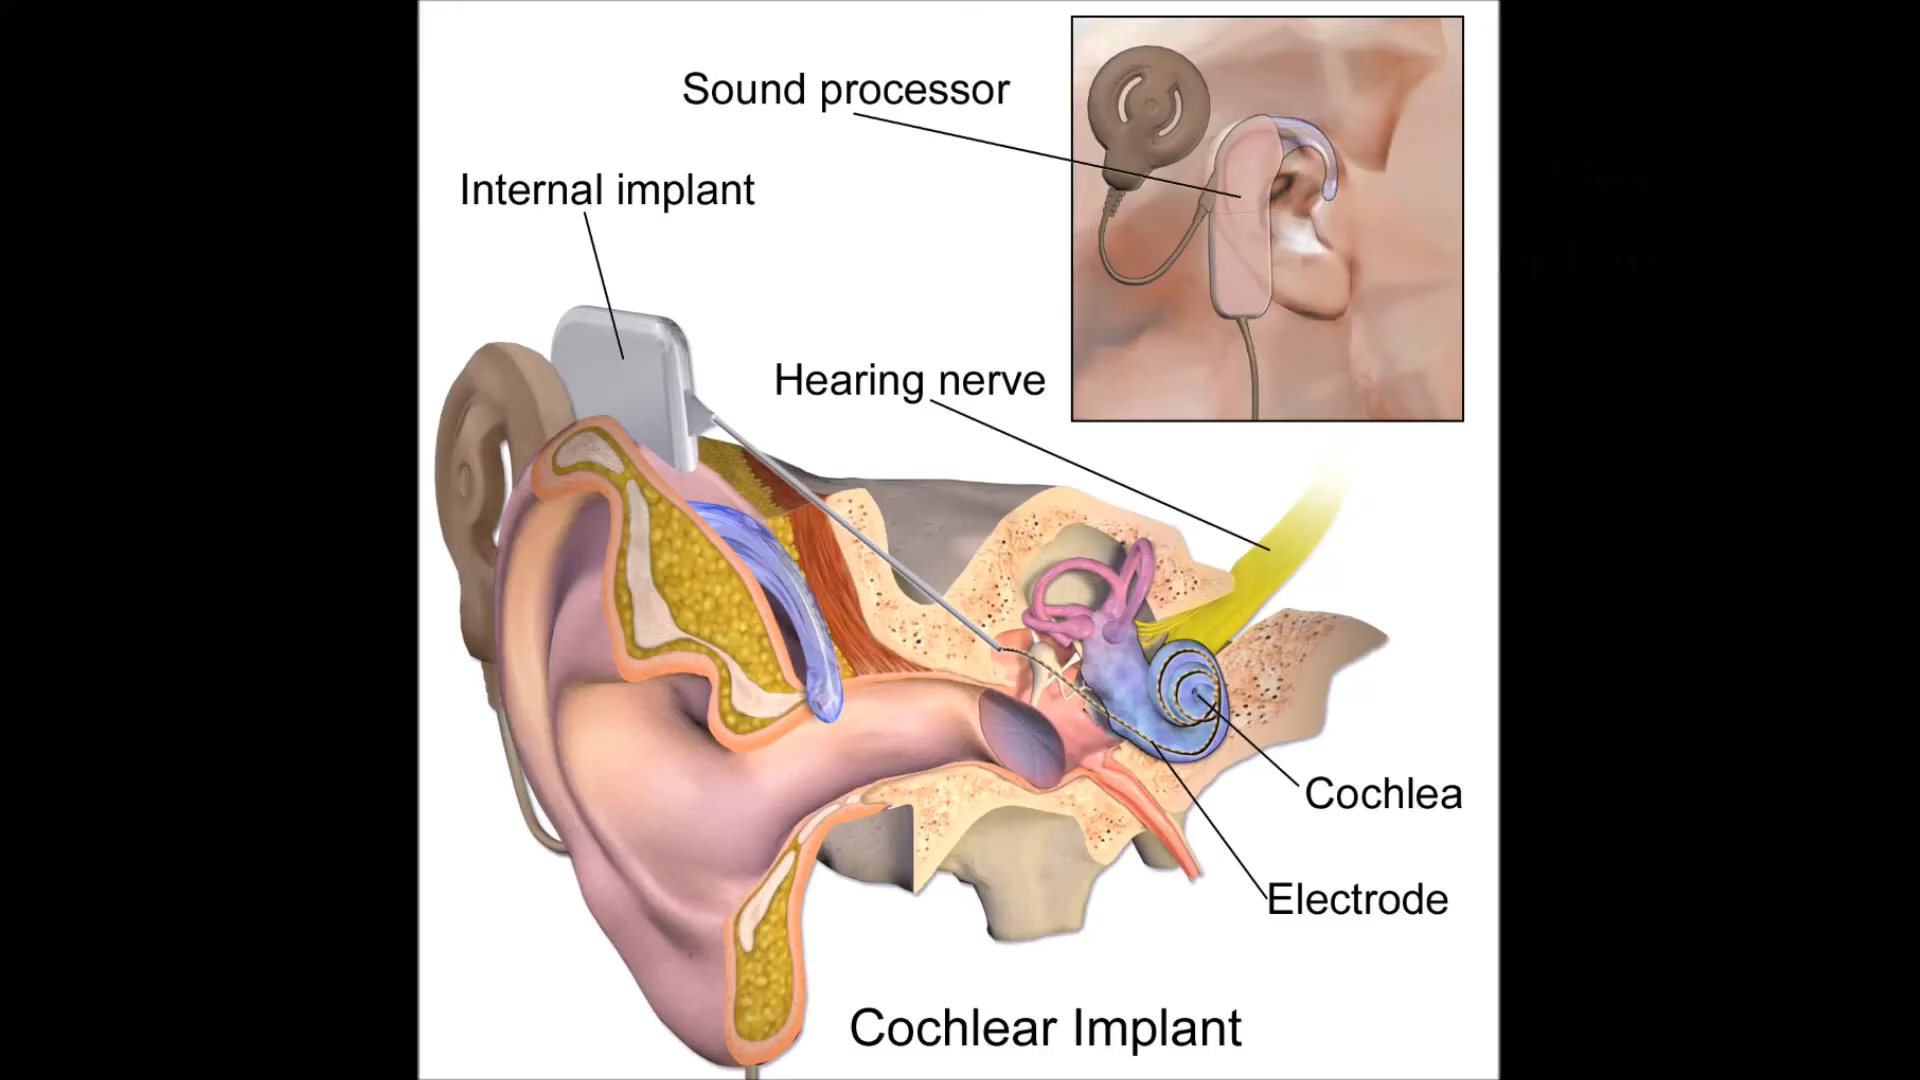 Sound processor
Internal implant
Hearing nerve
Cochlea
Electrode
Cochlear Implant